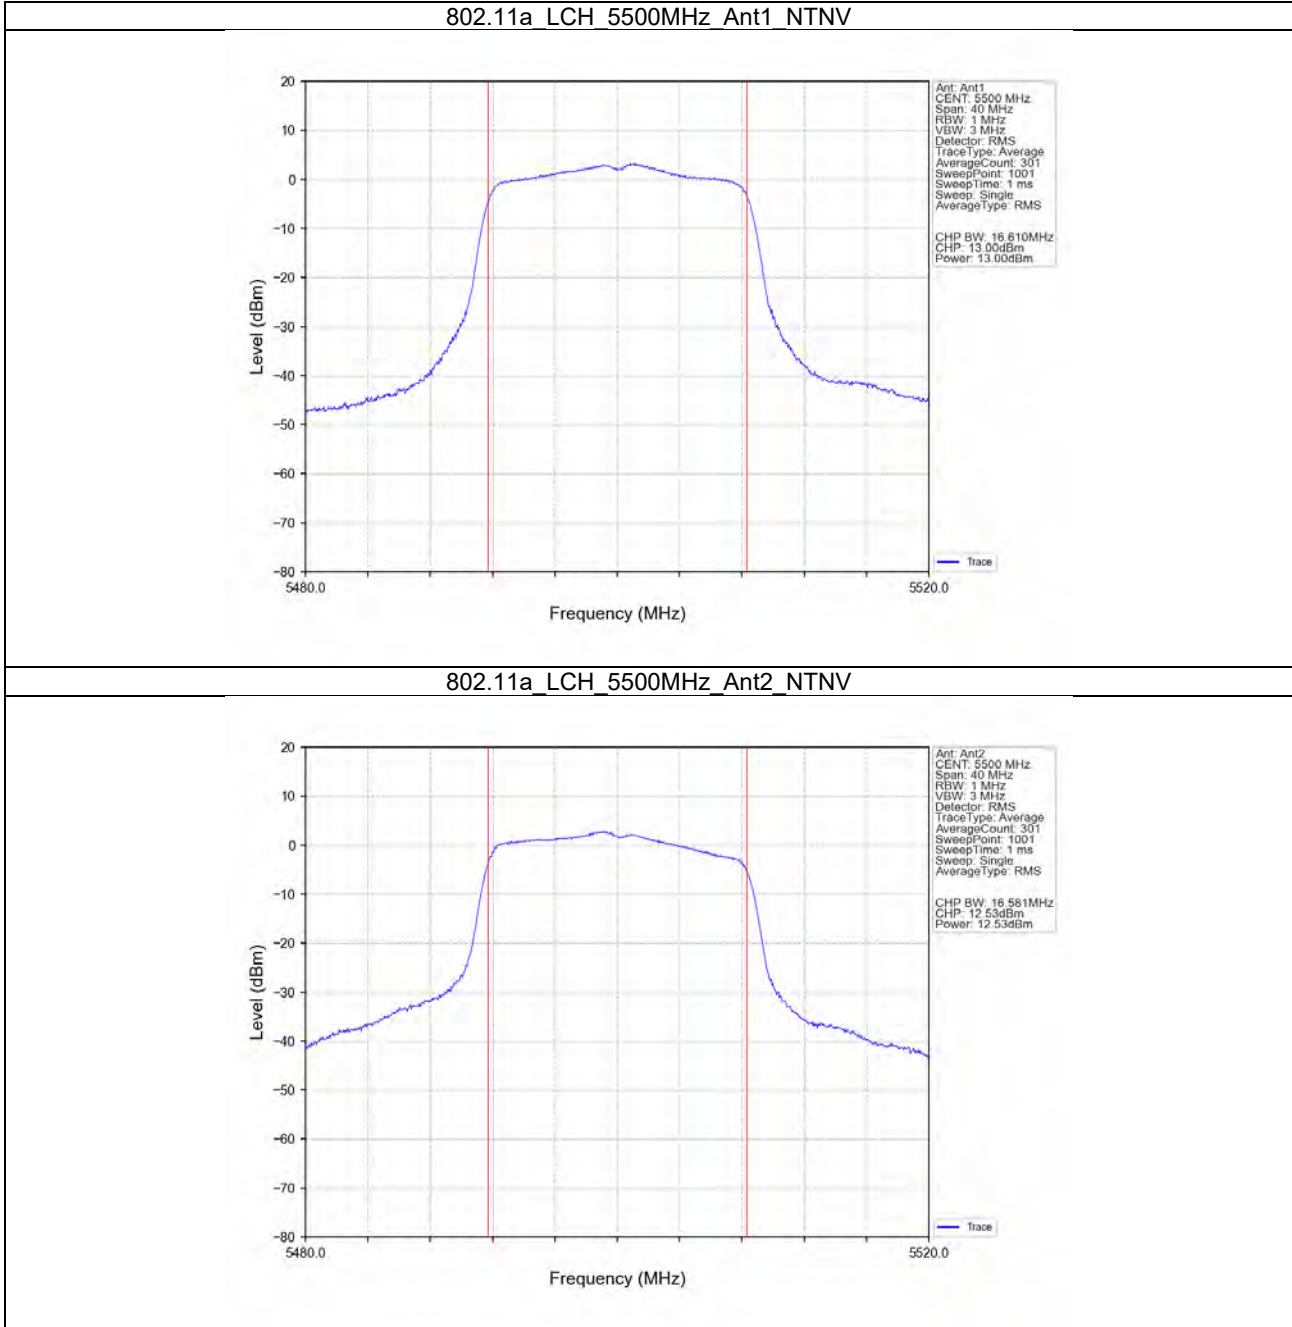 802.11a_LCH_5500MHz_Ant1_NTNV
Ant: Ant1
CENT: 5500 MHz
Span: 40 MHz
RBW: 1 MHz
VBW: 3 MHz
Detector: RMS
TraceType: Average
AverageCount: 301
SweepPoint: 1001
SweepTime: 1 ms
Sweep: Single
AverageType: RMS
CHP BW: 16.610MHz
CHP: 13.00dBm
Power: 13.00dBm
20
10
0
−10
−20
−30
−40
−50
−60
−70
−80
Level (dBm)
Trace
5480.0
5520.0
Frequency (MHz)
802.11a_LCH_5500MHz_Ant2_NTNV
Ant: Ant2
CENT: 5500 MHz
Span: 40 MHz
RBW: 1 MHz
VBW: 3 MHz
Detector: RMS
TraceType: Average
AverageCount: 301
SweepPoint: 1001
SweepTime: 1 ms
Sweep: Single
AverageType: RMS
CHP BW: 16.581MHz
CHP: 12.53dBm
Power: 12.53dBm
20
10
0
−10
−20
−30
−40
−50
−60
−70
−80
Level (dBm)
Trace
5480.0
5520.0
Frequency (MHz)